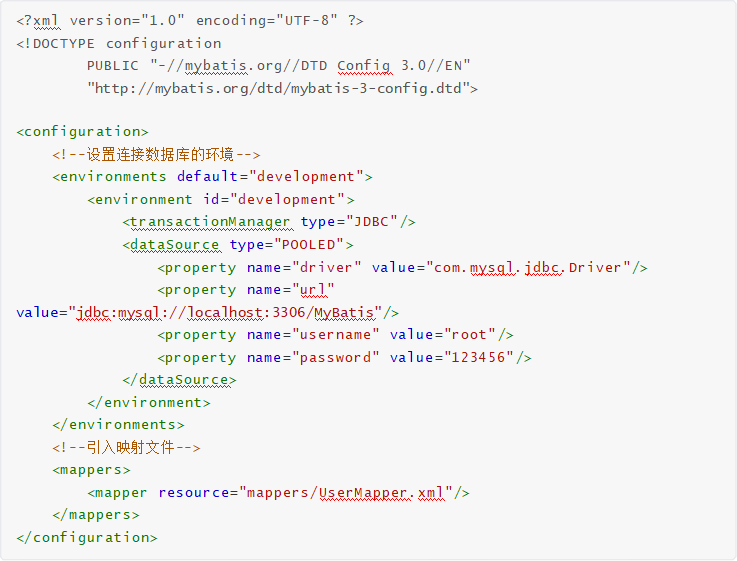 <?xml version="1.0" encoding="UTF-8" ?>
<!DOCTYPE configuration
        PUBLIC "-//mybatis.org//DTD Config 3.0//EN"
        "http://mybatis.org/dtd/mybatis-3-config.dtd">

<configuration>
    <!--设置连接数据库的环境-->
    <environments default="development">
        <environment id="development">
            <transactionManager type="JDBC"/>
            <dataSource type="POOLED">
                <property name="driver" value="com.mysql.jdbc.Driver"/>
                <property name="url"
value="jdbc:mysql://localhost:3306/MyBatis"/>
                <property name="username" value="root"/>
                <property name="password" value="123456"/>
            </dataSource>
        </environment>
    </environments>
    <!--引入映射文件-->
    <mappers>
        <mapper resource="mappers/UserMapper.xml"/>
    </mappers>
</configuration>